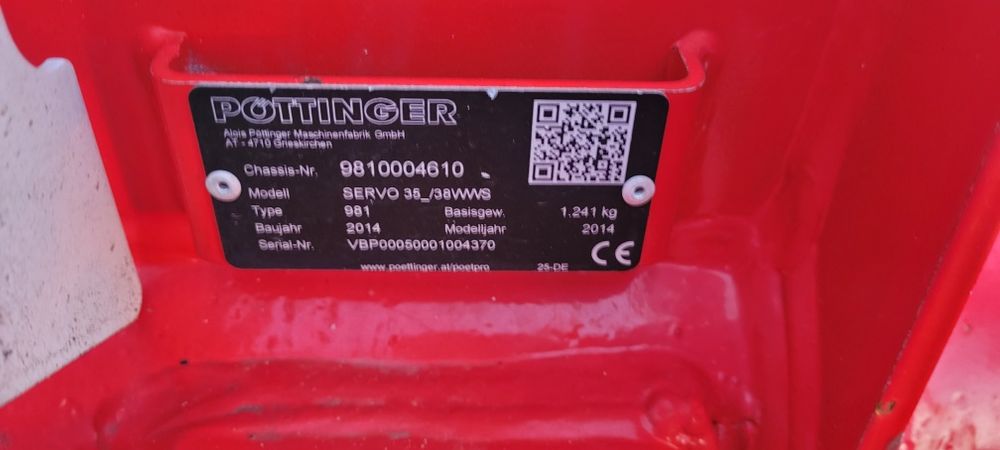 PÖTTINGER
Alois Pöttinger Maschinenfabrik GmbH
AT - 4710 Grieskirchen
Chassis-Nr. 9810004610
Modell SERVO 35_/38WWS
Type 981 Basisgew. 1.241 kg
Baujahr 2014 Modelljahr 2014
Serial-Nr. VBP00050001004370
CE
www.poettinger.at/poetpro 25-DE